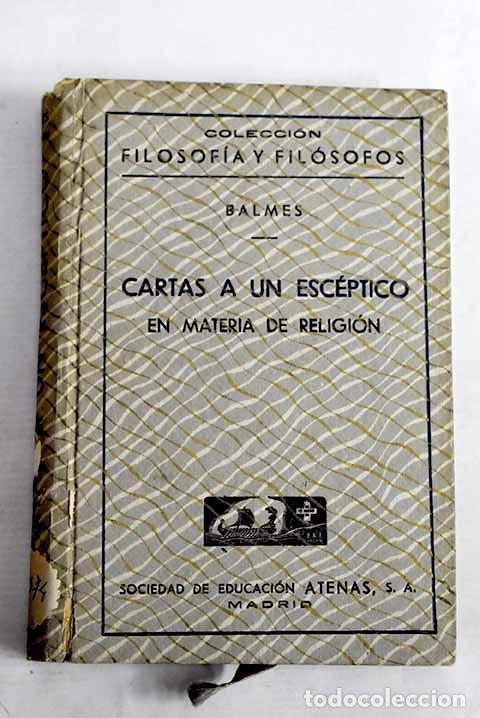 COLECCIÓN
FILOSOFÍA Y FILÓSOFOS
BALMES
CARTAS A UN ESCÉPTICO
EN MATERIA DE RELIGIÓN
SOCIEDAD DE EDUCACIÓN ATENAS, S. A.
MADRID
todocoleccion